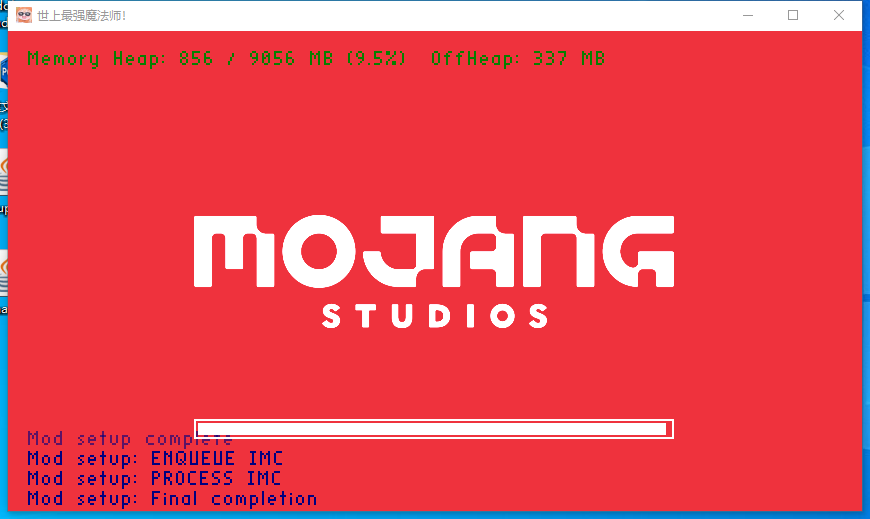 世上最强魔法师!
Memory Heap: 856 / 9056 MB (9.5%) OffHeap: 337 MB
MOJANG
STUDIOS
Mod setup complete
Mod setup: ENQUEUE IMC
Mod setup: PROCESS IMC
Mod setup: Final completion